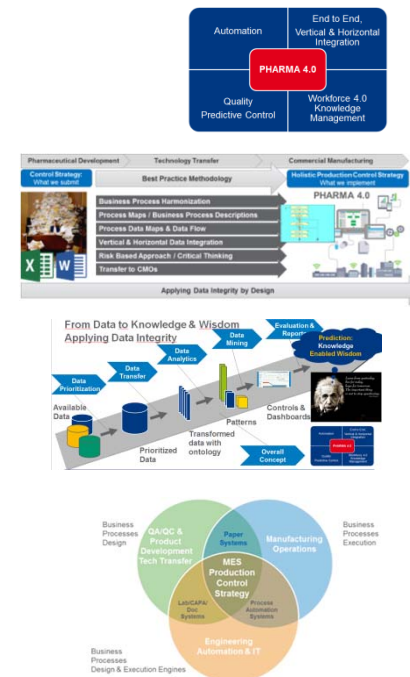 Automation
End to End,
Vertical & Horizontal
Integration
PHARMA 4.0
Quality
Predictive Control
Workforce 4.0
Knowledge
Management
Pharmaceutical Development
Technology Transfer
Commercial Manufacturing
Control Strategy:
What we submit
Best Practice Methodology
Holistic Production Control Strategy
What we implement
PHARMA 4.0
Business Process Harmonization
Process Maps / Business Process Descriptions
Process Data Maps & Data Flow
Vertical & Horizontal Data Integration
Risk Based Approach / Critical Thinking
Transfer to CMOs
X
W
Applying Data Integrity by Design
From Data to Knowledge & Wisdom
Applying Data Integrity
Data
Prioritization
Data
Transfer
Data
Analytics
Data
Mining
Evaluation &
Prediction:
Knowledge
Enabled Wisdom
Available
Data
Prioritized
Data
Transformed
data with
ontology
Patterns
Controls &
Dashboards
Overall
Concept
Automation
PHARMA 4.0
Business
Processes
Design
QA/QC &
Product
Development
Tech Transfer
Paper
Systems
Manufacturing
Operations
Business
Processes
Execution
MES
Production
Control
Strategy
Lab/CAPA/
Doc
Systems
Process
Automation
Systems
Engineering
Automation & IT
Business
Processes
Design & Execution Engines